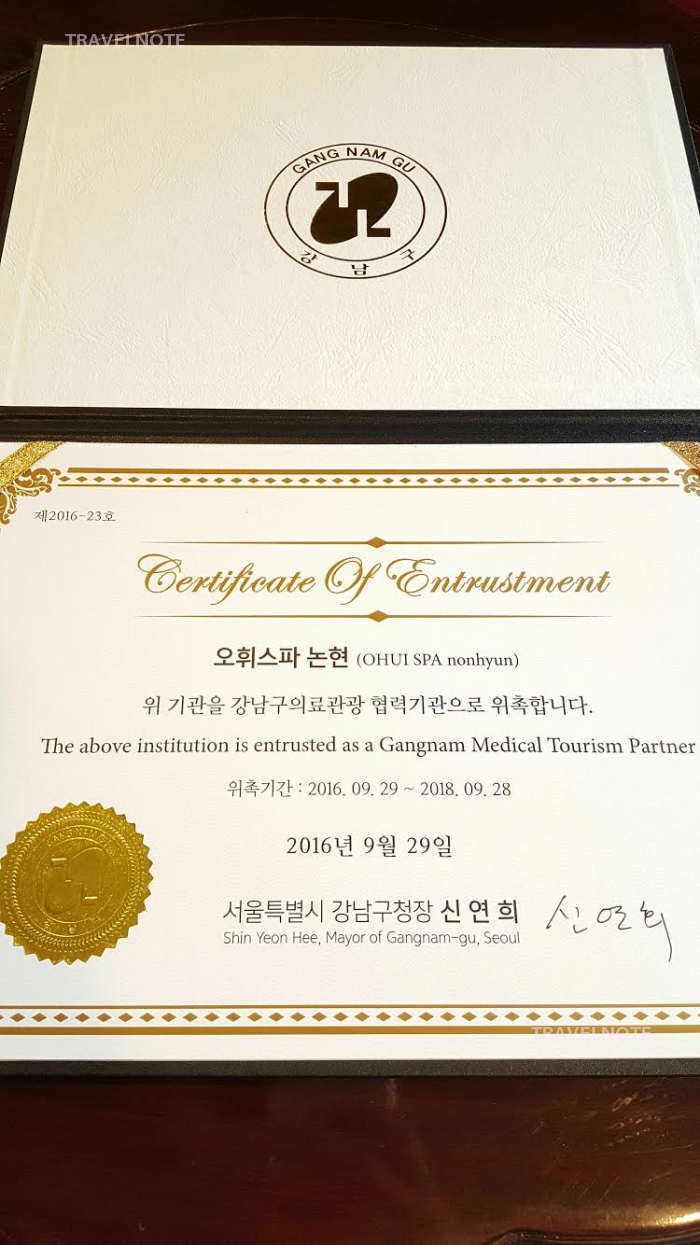 TRAVELNOTE
GANG NAM GU
강 남 구
제2016-23호
Certificate Of Entrustment
오휘스파 논현 (OHUI SPA nonhyun)
위 기관을 강남구의료관광 협력기관으로 위촉합니다.
The above institution is entrusted as a Gangnam Medical Tourism Partner
위촉기간 : 2016. 09. 29 ~ 2018. 09. 28
2016년 9월 29일
GANG NAM GU
서울특별시 강남구청장 신 연 희 신연희
Shin Yeon Hee, Mayor of Gangnam-gu, Seoul
TRAVELNOTE